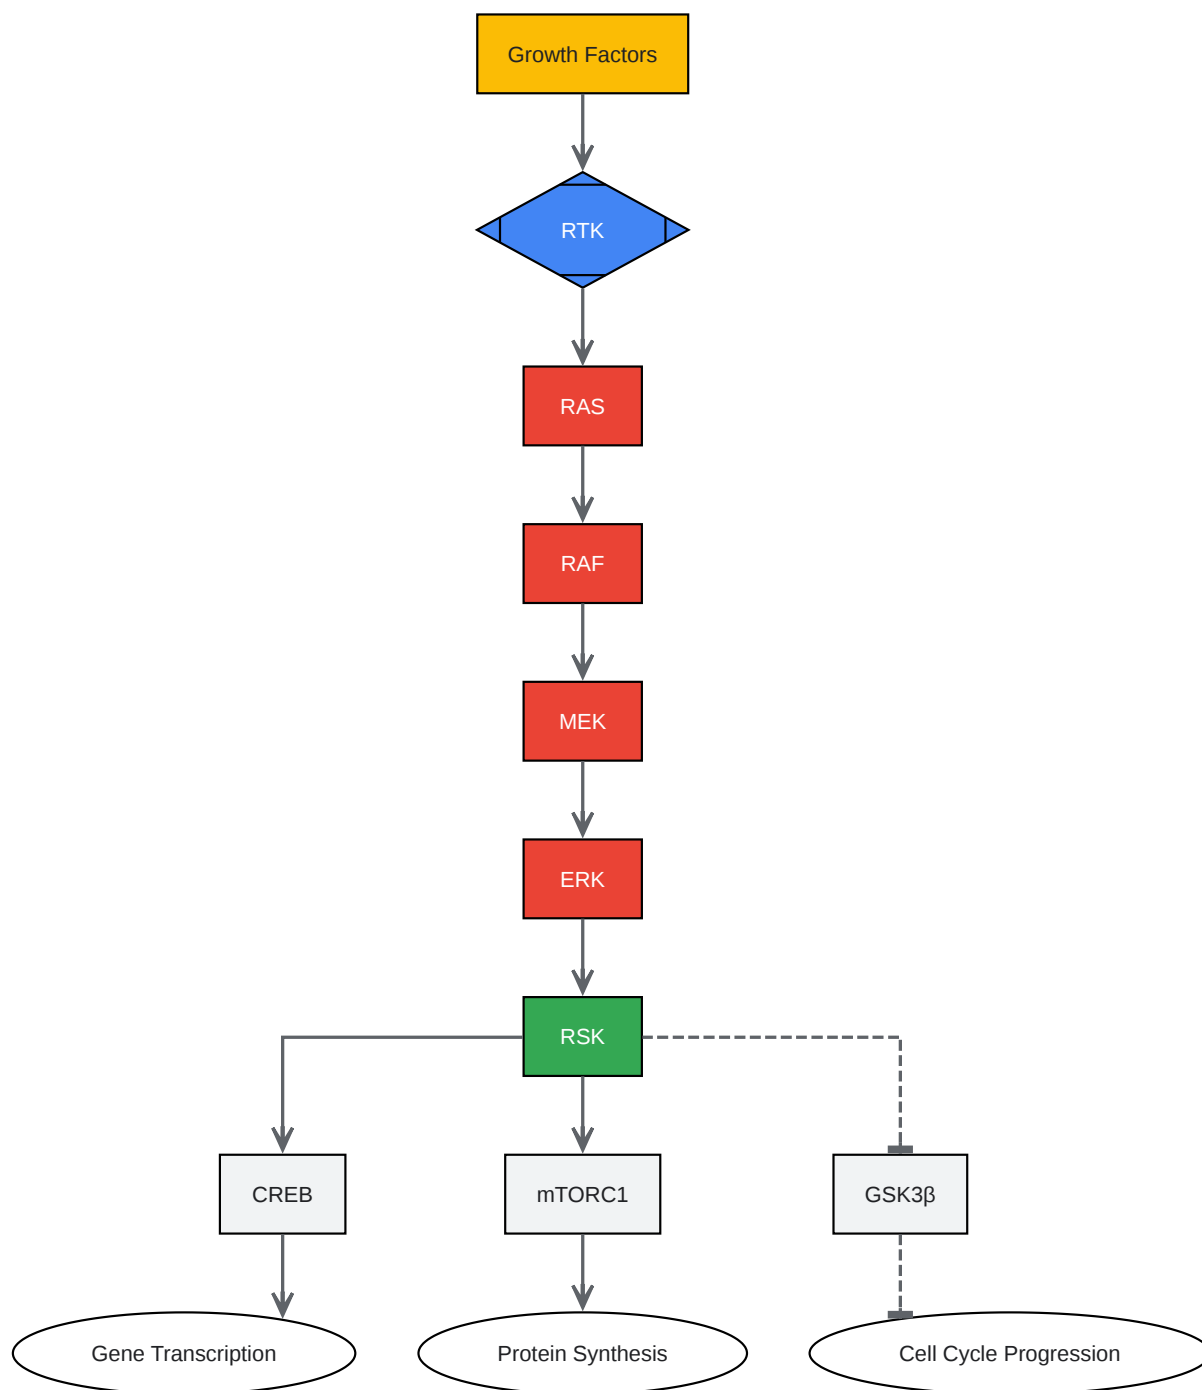 Growth Factors
RTK
RAS
RAF
MEK
ERK
RSK
CREB
mTORC1
GSK3β
Gene Transcription
Protein Synthesis
Cell Cycle Progression